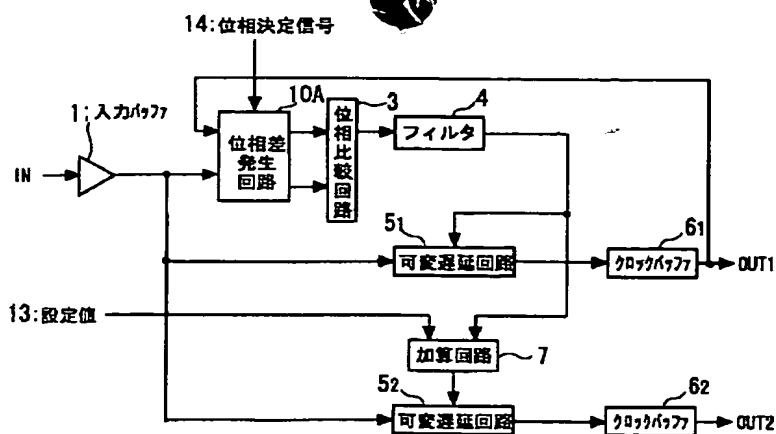 14:位相決定信号
10A
3
4
1:入力バッファ
位相差
発生
回路
位相比較回路
フィルタ
IN
51
可変遅延回路
61
クロックバッファ
OUT1
13:設定値
加算回路
7
52
可変遅延回路
62
クロックバッファ
OUT2